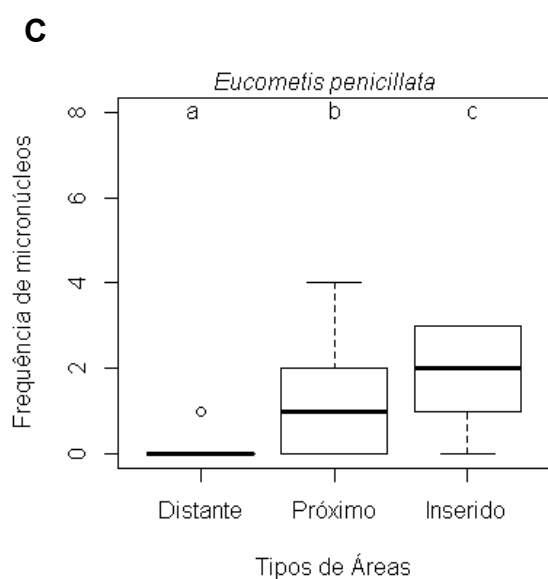 C
Eucometis penicillata
a b c
Frequência de micronúcleos
8
6
4
2
0
Distante Próximo Inserido
Tipos de Áreas